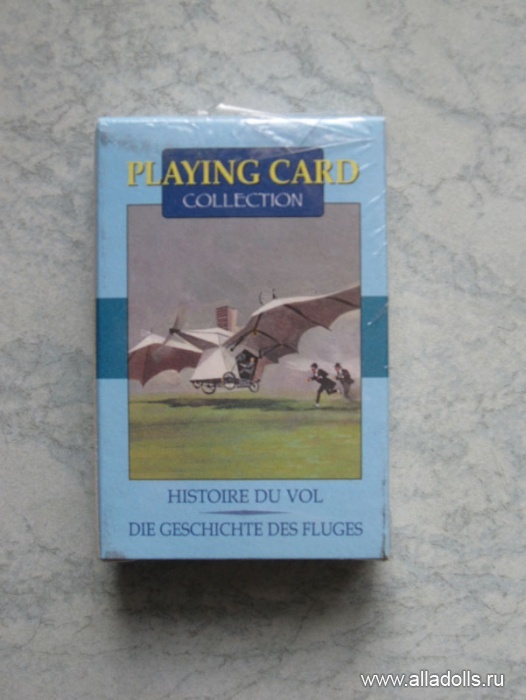 PLAYING CARD
COLLECTION
HISTOIRE DU VOL
DIE GESCHICHTE DES FLUGES
www.alladolls.ru